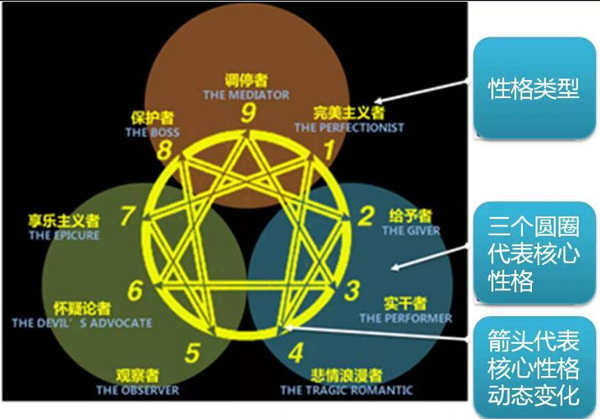 调停者
THE MEDIATOR
9
保护者
THE BOSS
8
完美主义者
THE PERFECTIONIST
1
享乐主义者
THE EPICURE
7
给予者
THE GIVER
2
怀疑论者
THE DEVIL'S ADVOCATE
6
实干者
THE PERFORMER
3
观察者
THE OBSERVER
5
悲情浪漫者
THE TRAGIC ROMANTIC
4
性格类型
三个圆圈
代表核心
性格
箭头代表
核心性格
动态变化